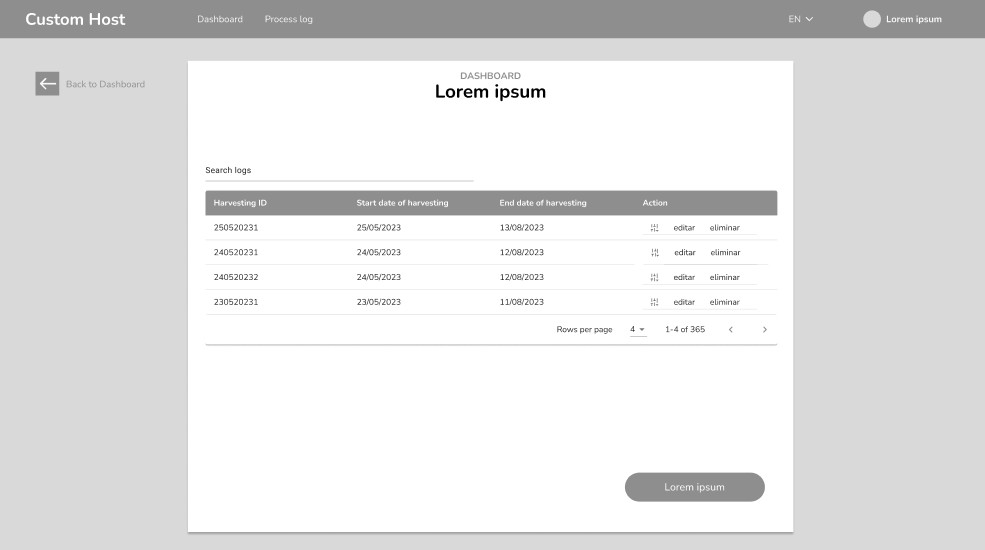 Custom Host Dashboard Process log EN Lorem ipsum
Back to Dashboard
DASHBOARD
Lorem ipsum
Search logs
Harvesting ID Start date of harvesting End date of harvesting Action
250520231 25/05/2023 13/08/2023 editar eliminar
240520231 24/05/2023 12/08/2023 editar eliminar
240520232 24/05/2023 12/08/2023 editar eliminar
230520231 23/05/2023 11/08/2023 editar eliminar
Rows per page 4 1-4 of 365
Lorem ipsum